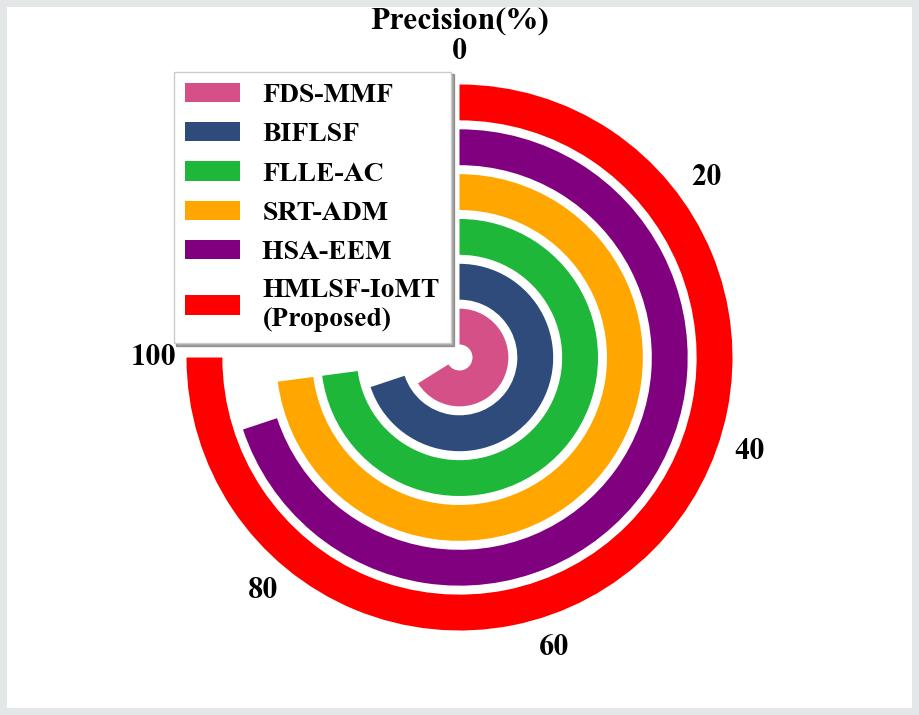 Precision(%)
0
FDS-MMF
BIFLSF
FLLE-AC
SRT-ADM
HSA-EEM
HMLSF-IoMT
(Proposed)
20
100
40
80
60